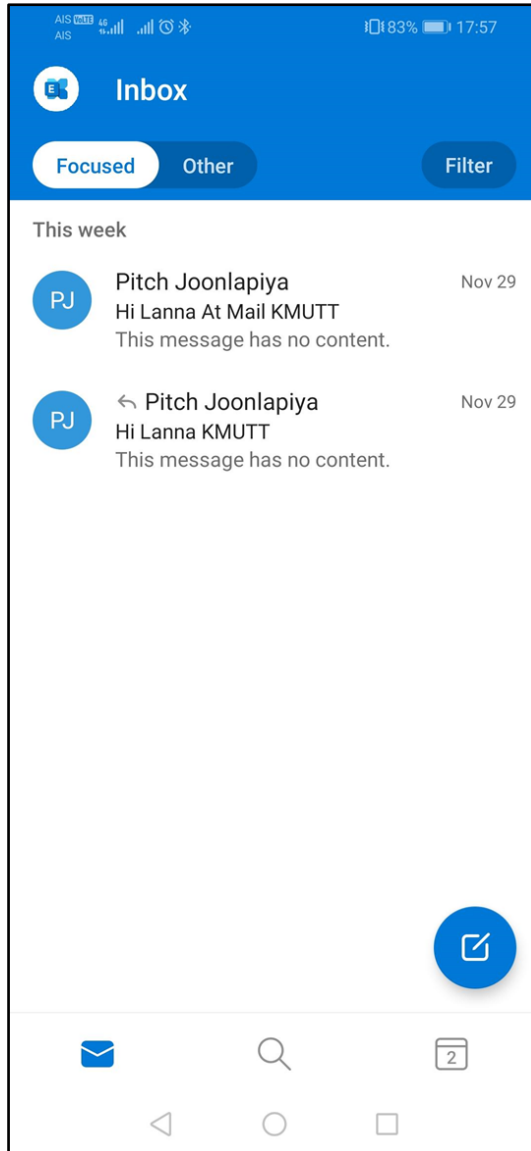 AIS VoLTE 4G 83% 17:57
AIS
E Inbox
Focused Other Filter
This week
PJ Pitch Joonlapiya Nov 29
Hi Lanna At Mail KMUTT
This message has no content.
PJ Pitch Joonlapiya Nov 29
Hi Lanna KMUTT
This message has no content.
2